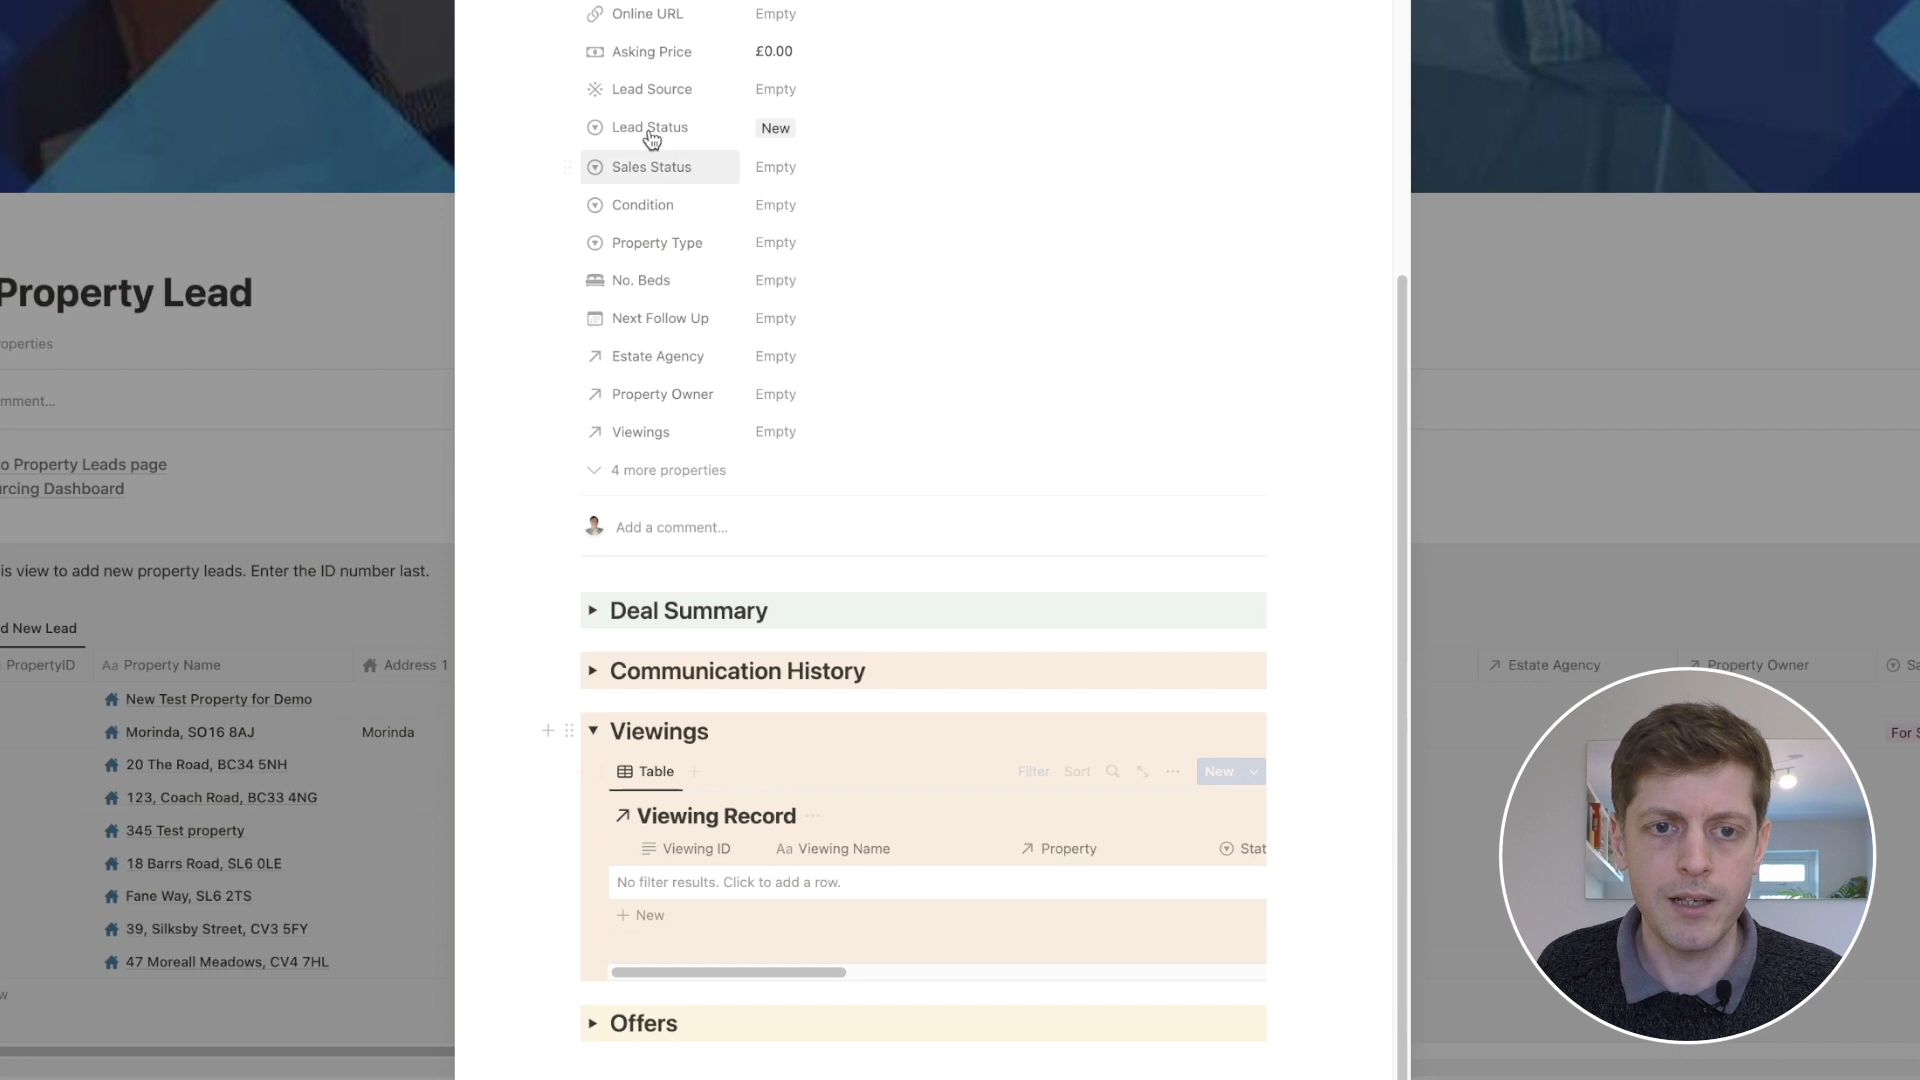 Online URL Empty
Asking Price £0.00
Lead Source Empty
Lead Status New
Sales Status Empty
Condition Empty
Property Type Empty
No. Beds Empty
Next Follow Up Empty
Estate Agency Empty
Property Owner Empty
Viewings Empty
4 more properties
Add a comment...
Deal Summary
Communication History
Viewings
Table Filter Sort New
Viewing Record
Viewing ID Aa Viewing Name Property Stat
No filter results. Click to add a row.
New
Offers
Property Lead
operties
mment...
o Property Leads page
rcing Dashboard
is view to add new property leads. Enter the ID number last.
d New Lead
PropertyID Aa Property Name Address 1 Estate Agency Property Owner Sa
New Test Property for Demo
Morinda, SO16 8AJ Morinda For S
20 The Road, BC34 5NH
123, Coach Road, BC33 4NG
345 Test property
18 Barrs Road, SL6 0LE
Fane Way, SL6 2TS
39, Silksby Street, CV3 5FY
47 Moreall Meadows, CV4 7HL
w